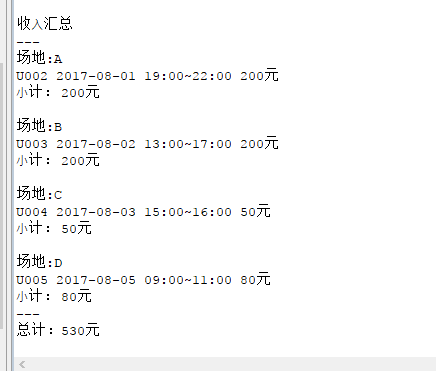 收入汇总
---
场地:A
U002 2017-08-01 19:00~22:00 200元
小计: 200元
场地:B
U003 2017-08-02 13:00~17:00 200元
小计: 200元
场地:C
U004 2017-08-03 15:00~16:00 50元
小计: 50元
场地:D
U005 2017-08-05 09:00~11:00 80元
小计: 80元
---
总计: 530元